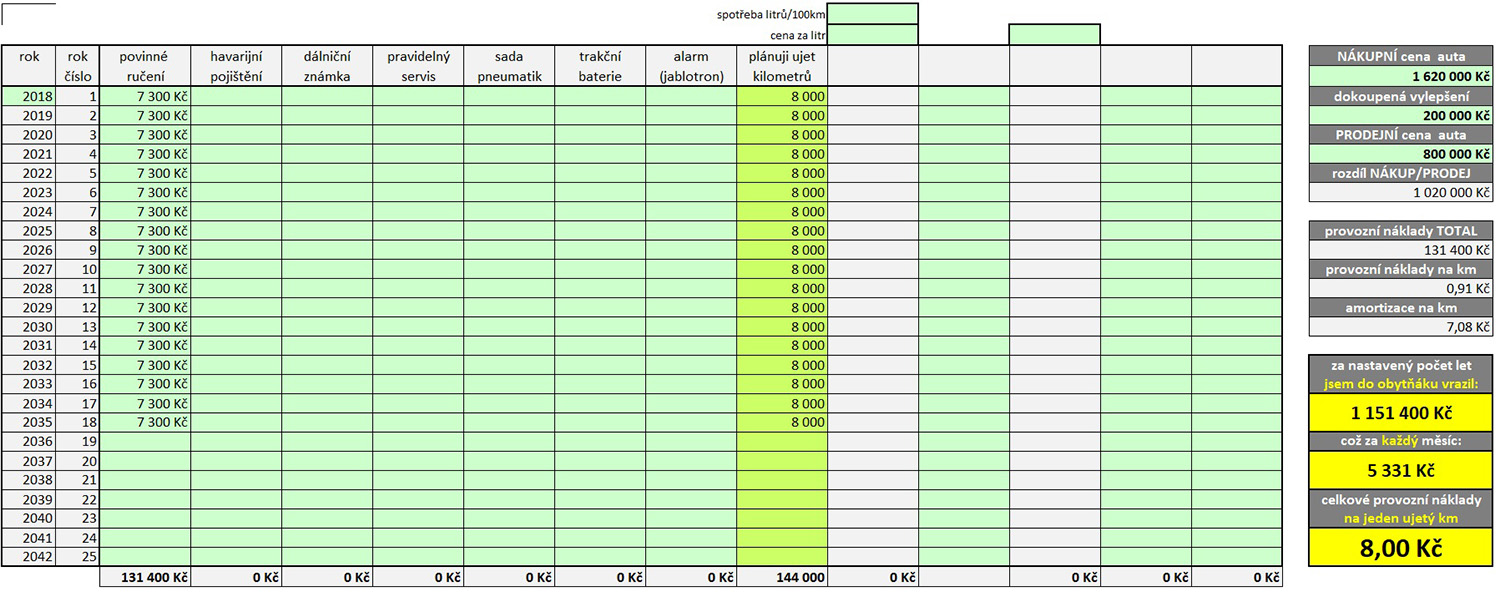 spotřeba litrů/100km
cena za litr
rok rok číslo povinné ručení havarijní pojištění dálniční známka pravidelný servis sada pneumatik trakční baterie alarm (jablotron) plánuji ujet kilometrů
2018 1 7 300 Kč 8 000
2019 2 7 300 Kč 8 000
2020 3 7 300 Kč 8 000
2021 4 7 300 Kč 8 000
2022 5 7 300 Kč 8 000
2023 6 7 300 Kč 8 000
2024 7 7 300 Kč 8 000
2025 8 7 300 Kč 8 000
2026 9 7 300 Kč 8 000
2027 10 7 300 Kč 8 000
2028 11 7 300 Kč 8 000
2029 12 7 300 Kč 8 000
2030 13 7 300 Kč 8 000
2031 14 7 300 Kč 8 000
2032 15 7 300 Kč 8 000
2033 16 7 300 Kč 8 000
2034 17 7 300 Kč 8 000
2035 18 7 300 Kč 8 000
2036 19
2037 20
2038 21
2039 22
2040 23
2041 24
2042 25
131 400 Kč 0 Kč 0 Kč 0 Kč 0 Kč 0 Kč 0 Kč 144 000 0 Kč 0 Kč 0 Kč 0 Kč
NÁKUPNÍ cena auta
1 620 000 Kč
dokoupená vylepšení
200 000 Kč
PRODEJNÍ cena auta
800 000 Kč
rozdíl NÁKUP/PRODEJ
1 020 000 Kč
provozní náklady TOTAL
131 400 Kč
provozní náklady na km
0,91 Kč
amortizace na km
7,08 Kč
za nastavený počet let
jsem do obytňáku vrazil:
1 151 400 Kč
což za každý měsíc:
5 331 Kč
celkové provozní náklady
na jeden ujetý km
8,00 Kč